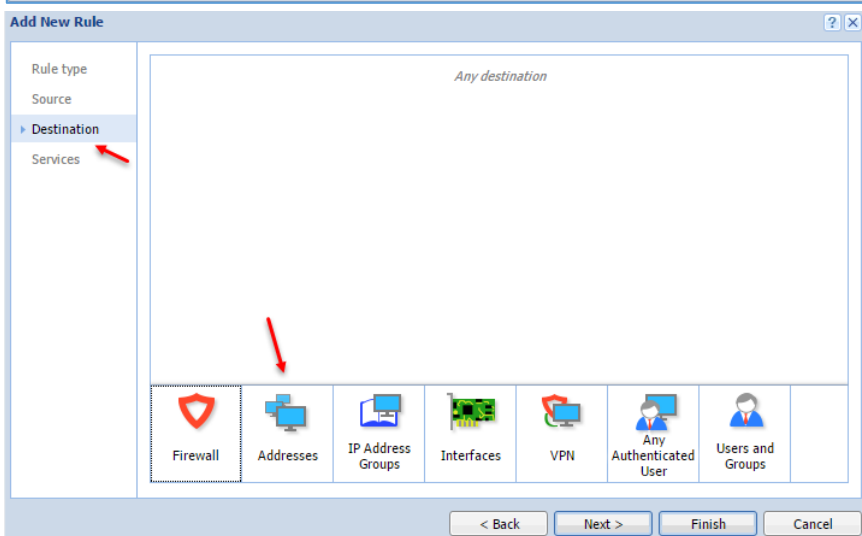 Add New Rule
?
Rule type
Source
Destination
Services
Any destination
Firewall
Addresses
IP Address
Groups
Interfaces
VPN
Any
Authenticated
User
Users and
Groups
< Back
Next >
Finish
Cancel